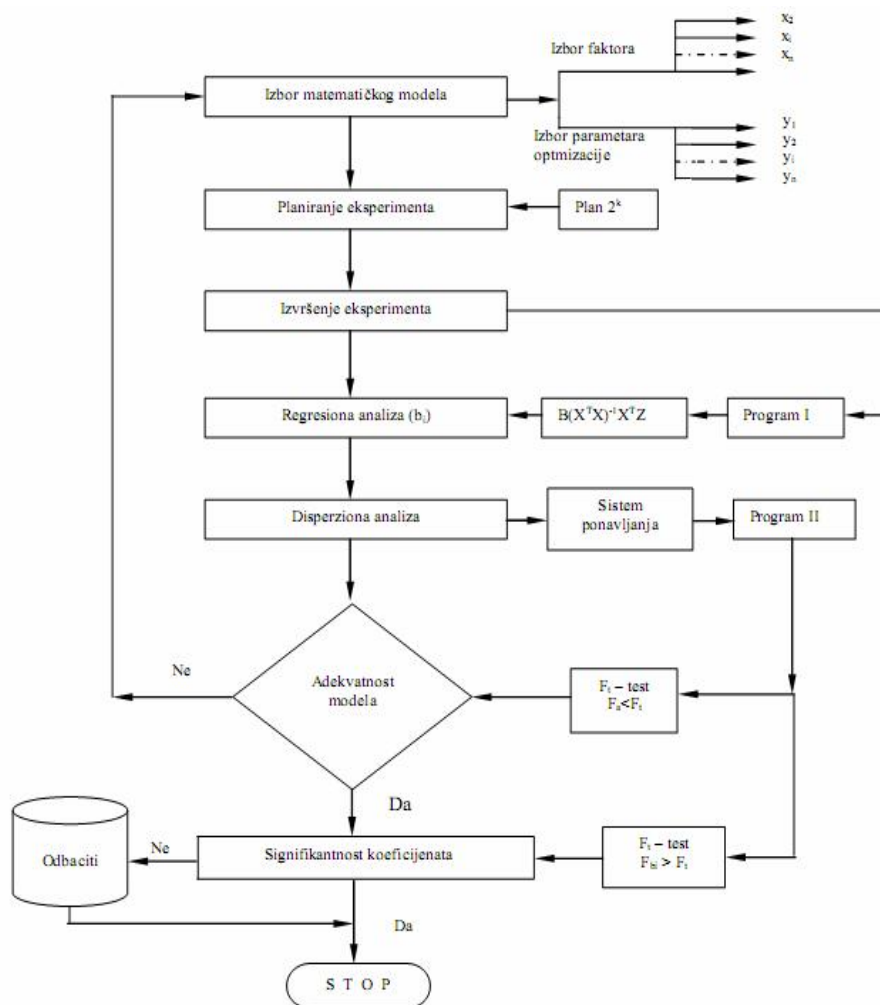 x₂
Izbor faktora
xᵢ
xₙ
Izbor matematičkog modela
y₁
Izbor parametara
y₂
optmizacije
yᵢ
yₙ
Planiranje eksperimenta
Plan 2ᵏ
Izvršenje eksperimenta
Regresiona analiza (bᵢ)
B(XᵀX)⁻¹XᵀZ
Program I
Disperziona analiza
Sistem
ponavljanja
Program II
Ne
Adekvatnost
modela
Fₜ – test
Fₐ<Fₜ
Da
Odbaciti
Ne
Signifikantnost koeficijenata
Fₜ – test
F_bi > Fₜ
Da
S T O P